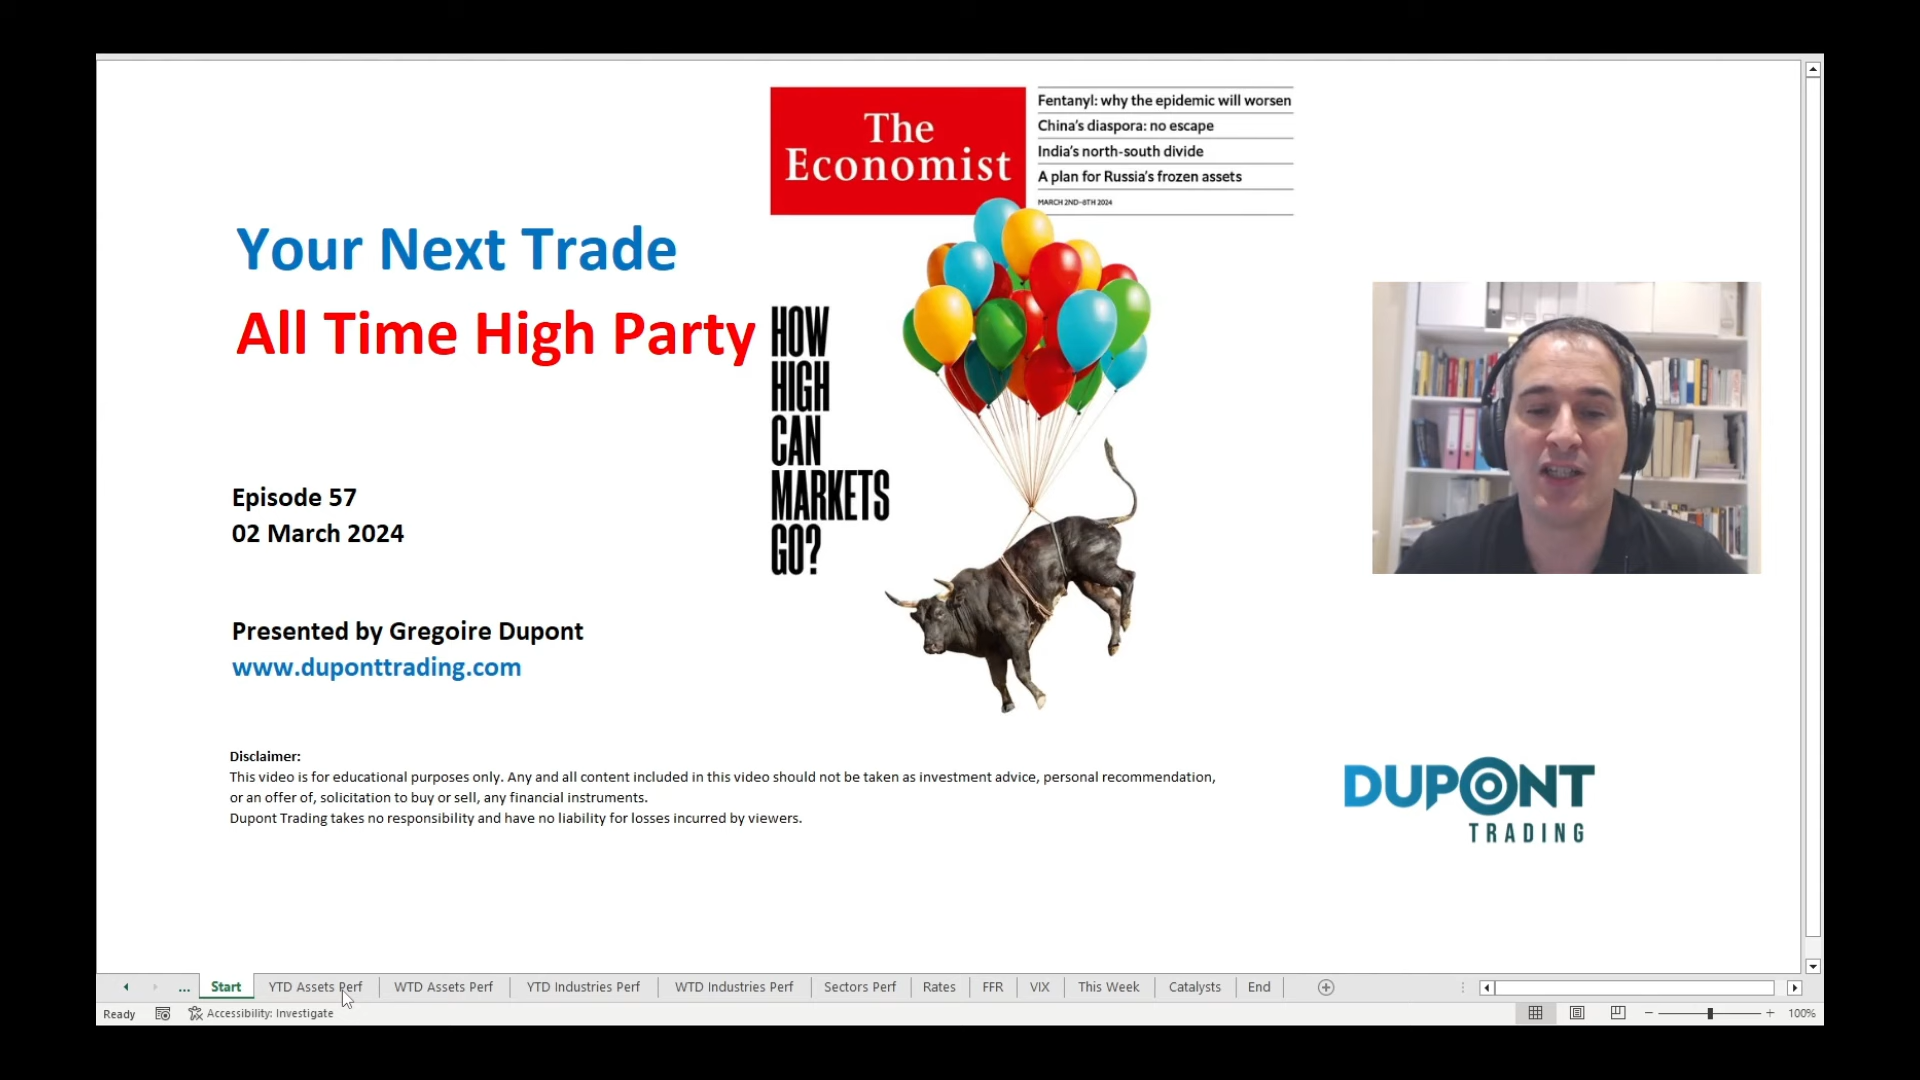 The
Economist
Fentanyl: why the epidemic will worsen
China's diaspora: no escape
India's north-south divide
A plan for Russia's frozen assets
MARCH 2ND–8TH 2024
Your Next Trade
All Time High Party
HOW
HIGH
CAN
MARKETS
GO?
Episode 57
02 March 2024
Presented by Gregoire Dupont
www.duponttrading.com
Disclaimer:
This video is for educational purposes only. Any and all content included in this video should not be taken as investment advice, personal recommendation,
or an offer of, solicitation to buy or sell, any financial instruments.
Dupont Trading takes no responsibility and have no liability for losses incurred by viewers.
DUPONT
TRADING
... Start YTD Assets Perf WTD Assets Perf YTD Industries Perf WTD Industries Perf Sectors Perf Rates FFR VIX This Week Catalysts End
Ready Accessibility: Investigate 100%